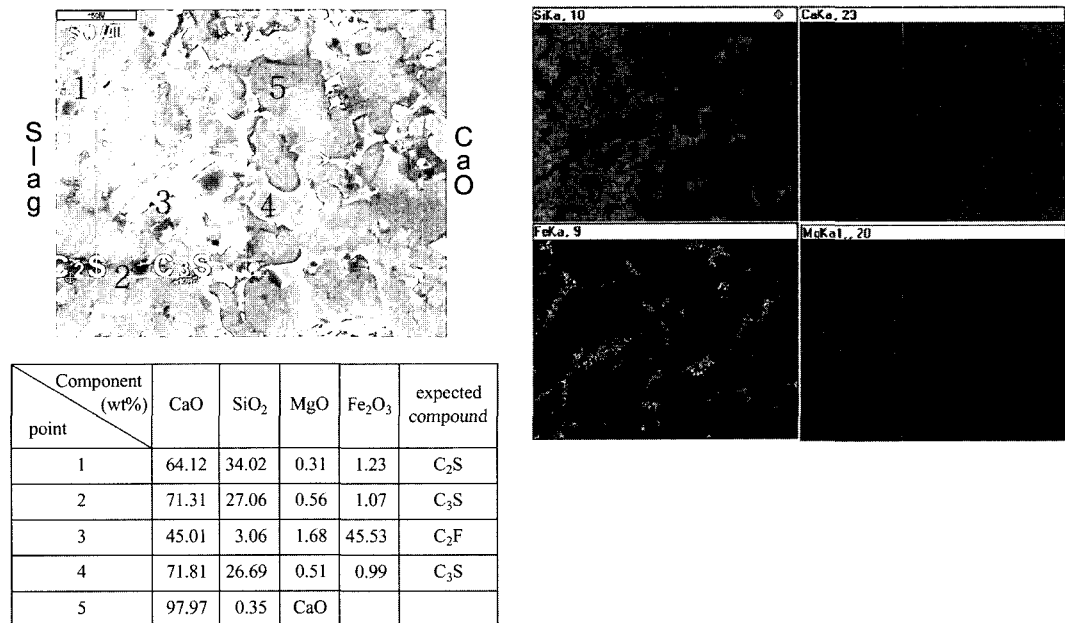 1
5
3
4
C₂S
C₃S
2
Slag
CaO
SiKa, 10
CaKa, 23
FeKa, 9
MgKa1,, 20
Component (wt%) point | CaO | SiO₂ | MgO | Fe₂O₃ | expected compound
1 | 64.12 | 34.02 | 0.31 | 1.23 | C₂S
2 | 71.31 | 27.06 | 0.56 | 1.07 | C₃S
3 | 45.01 | 3.06 | 1.68 | 45.53 | C₂F
4 | 71.81 | 26.69 | 0.51 | 0.99 | C₃S
5 | 97.97 | 0.35 | CaO